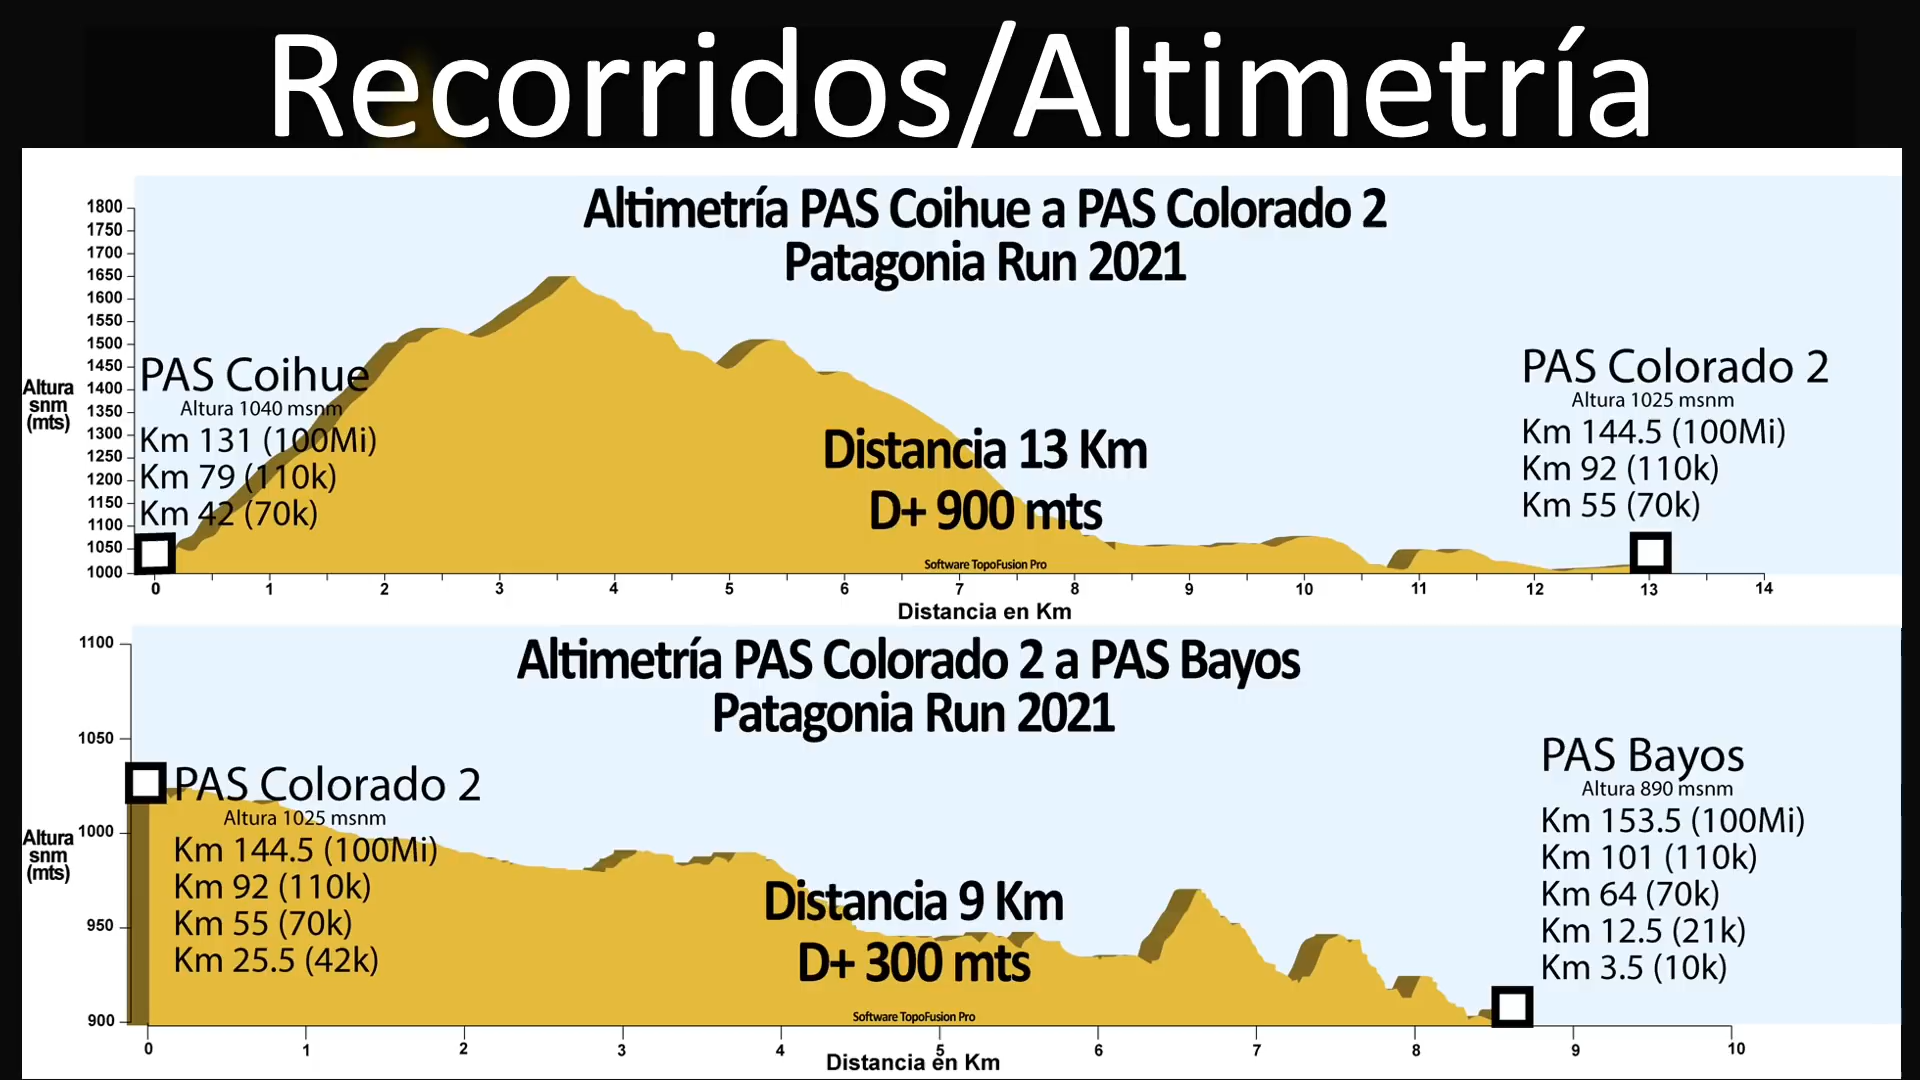 Recorridos/Altimetría
Altimetría PAS Coihue a PAS Colorado 2
Patagonia Run 2021
1800
1750
1700
1650
1600
1550
1500
1450
1400
1350
1300
1250
1200
1150
1100
1050
1000
Altura
snm
(mts)
PAS Coihue
Altura 1040 msnm
Km 131 (100Mi)
Km 79 (110k)
Km 42 (70k)
Distancia 13 Km
D+ 900 mts
Software TopoFusion Pro
PAS Colorado 2
Altura 1025 msnm
Km 144.5 (100Mi)
Km 92 (110k)
Km 55 (70k)
0 1 2 3 4 5 6 7 8 9 10 11 12 13 14
Distancia en Km
Altimetría PAS Colorado 2 a PAS Bayos
Patagonia Run 2021
1100
1050
1000
950
900
Altura
snm
(mts)
PAS Colorado 2
Altura 1025 msnm
Km 144.5 (100Mi)
Km 92 (110k)
Km 55 (70k)
Km 25.5 (42k)
Distancia 9 Km
D+ 300 mts
Software TopoFusion Pro
PAS Bayos
Altura 890 msnm
Km 153.5 (100Mi)
Km 101 (110k)
Km 64 (70k)
Km 12.5 (21k)
Km 3.5 (10k)
0 1 2 3 4 5 6 7 8 9 10
Distancia en Km